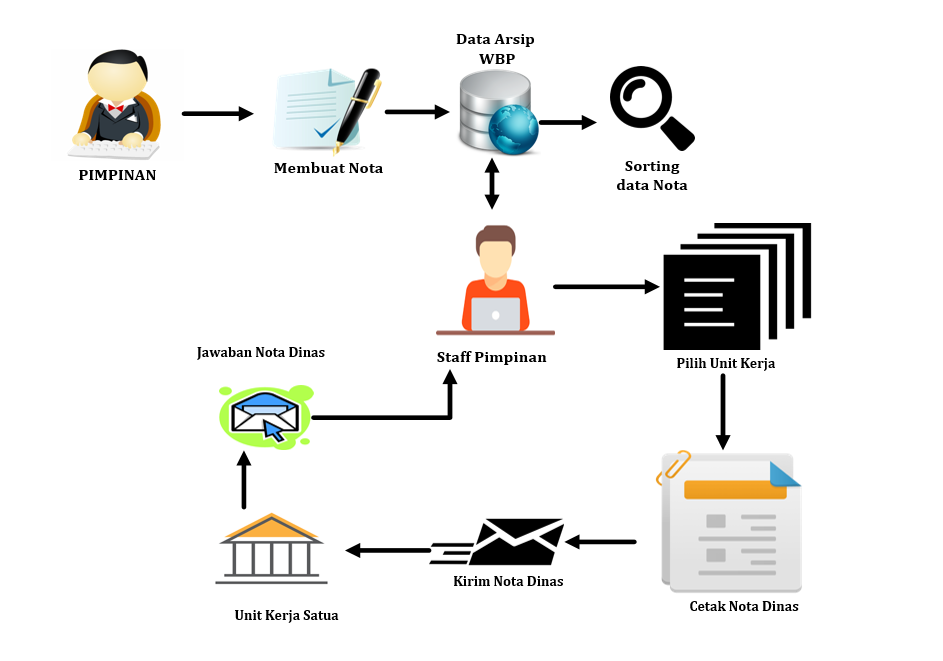 Data Arsip
WBP
PIMPINAN
Membuat Nota
Sorting
data Nota
Staff Pimpinan
Pilih Unit Kerja
Jawaban Nota Dinas
Kirim Nota Dinas
Cetak Nota Dinas
Unit Kerja Satua